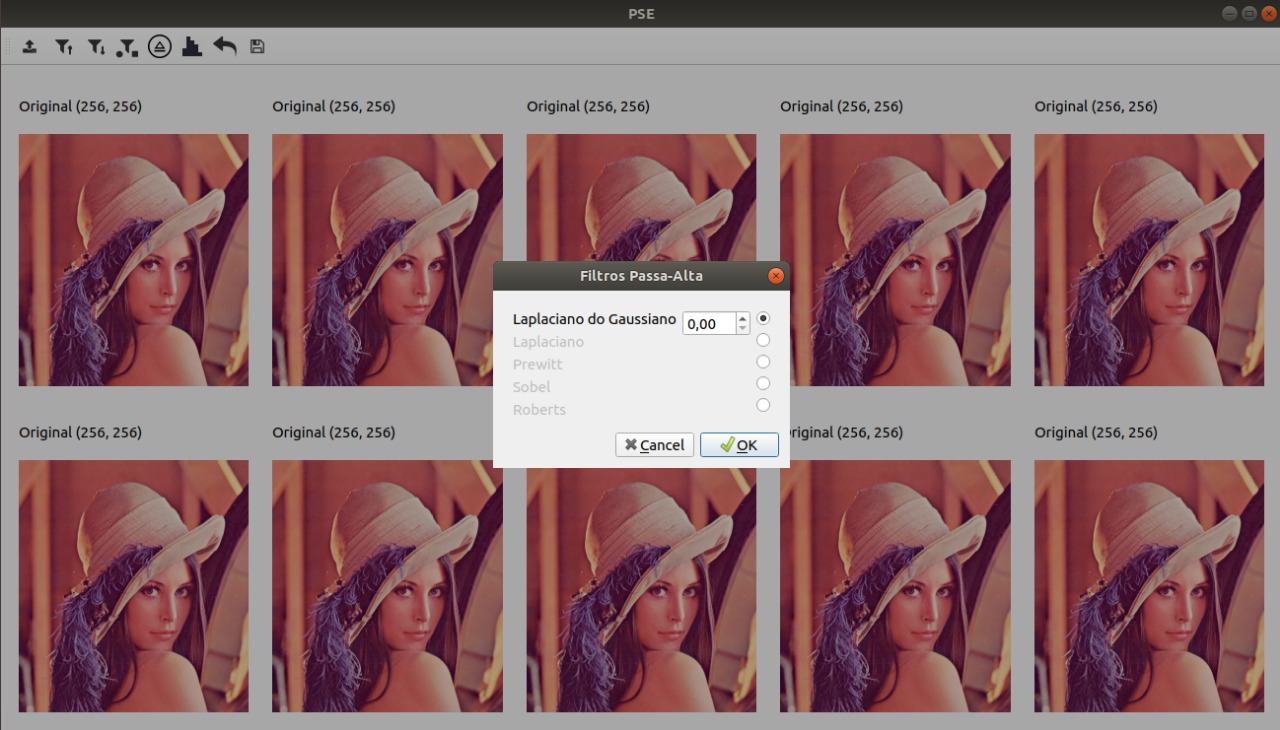 PSE
Original (256, 256)
Original (256, 256)
Original (256, 256)
Original (256, 256)
Original (256, 256)
Filtros Passa-Alta
Laplaciano do Gaussiano 0,00
Laplaciano
Prewitt
Sobel
Roberts
Cancel OK
Original (256, 256)
Original (256, 256)
riginal (256, 256)
Original (256, 256)